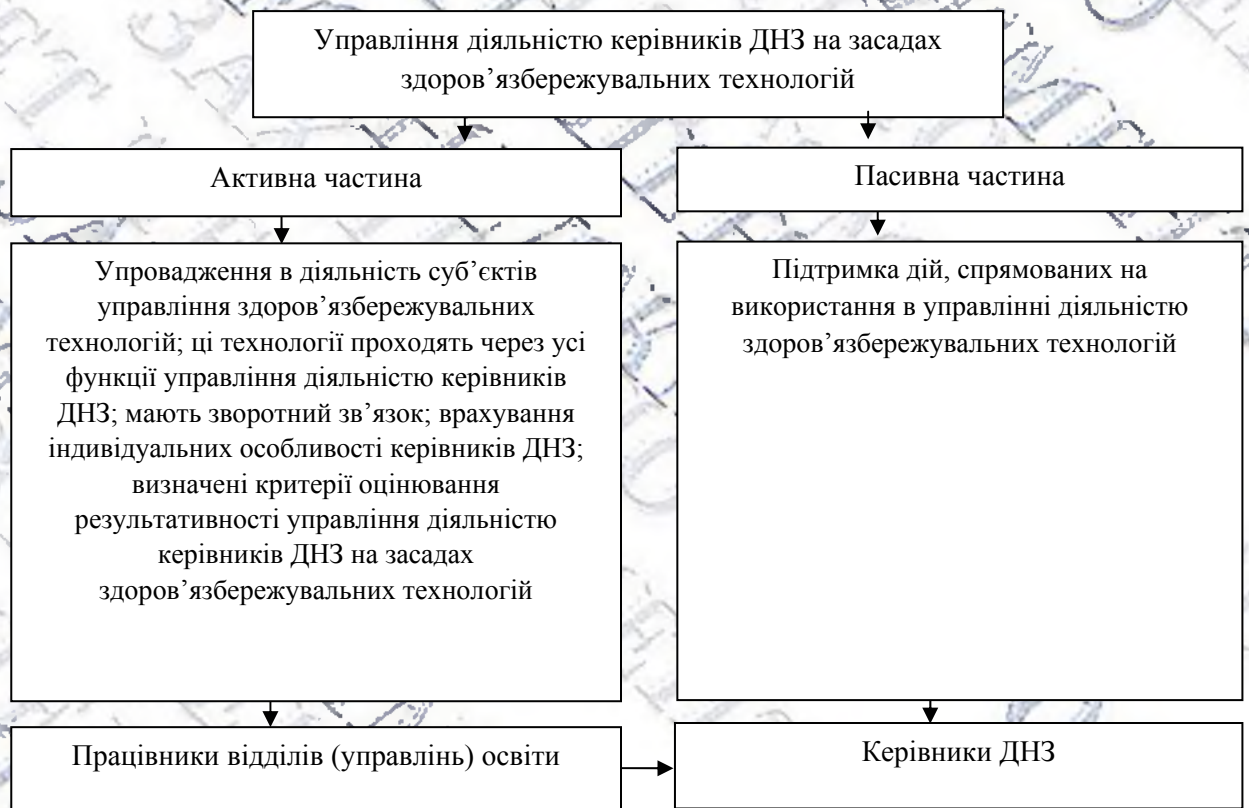 Управління діяльністю керівників ДНЗ на засадах
здоров’язбережувальних технологій
Активна частина
Пасивна частина
Упровадження в діяльність суб’єктів
управління здоров’язбережувальних
технологій; ці технології проходять через усі
функції управління діяльністю керівників
ДНЗ; мають зворотний зв’язок; врахування
індивідуальних особливості керівників ДНЗ;
визначені критерії оцінювання
результативності управління діяльністю
керівників ДНЗ на засадах
здоров’язбережувальних технологій
Підтримка дій, спрямованих на
використання в управлінні діяльністю
здоров’язбережувальних технологій
Працівники відділів (управлінь) освіти
Керівники ДНЗ